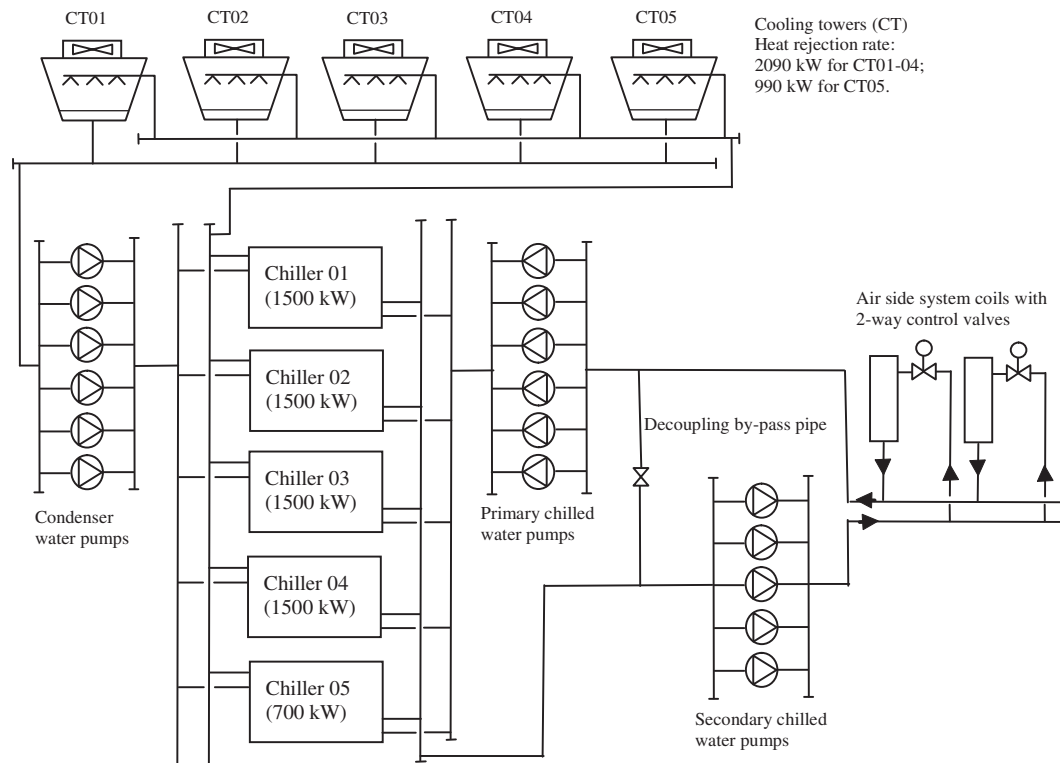 CT01
CT02
CT03
CT04
CT05
Cooling towers (CT)
Heat rejection rate:
2090 kW for CT01-04;
990 kW for CT05.
Chiller 01
(1500 kW)
Chiller 02
(1500 kW)
Chiller 03
(1500 kW)
Chiller 04
(1500 kW)
Chiller 05
(700 kW)
Condenser
water pumps
Primary chilled
water pumps
Decoupling by-pass pipe
Air side system coils with
2-way control valves
Secondary chilled
water pumps